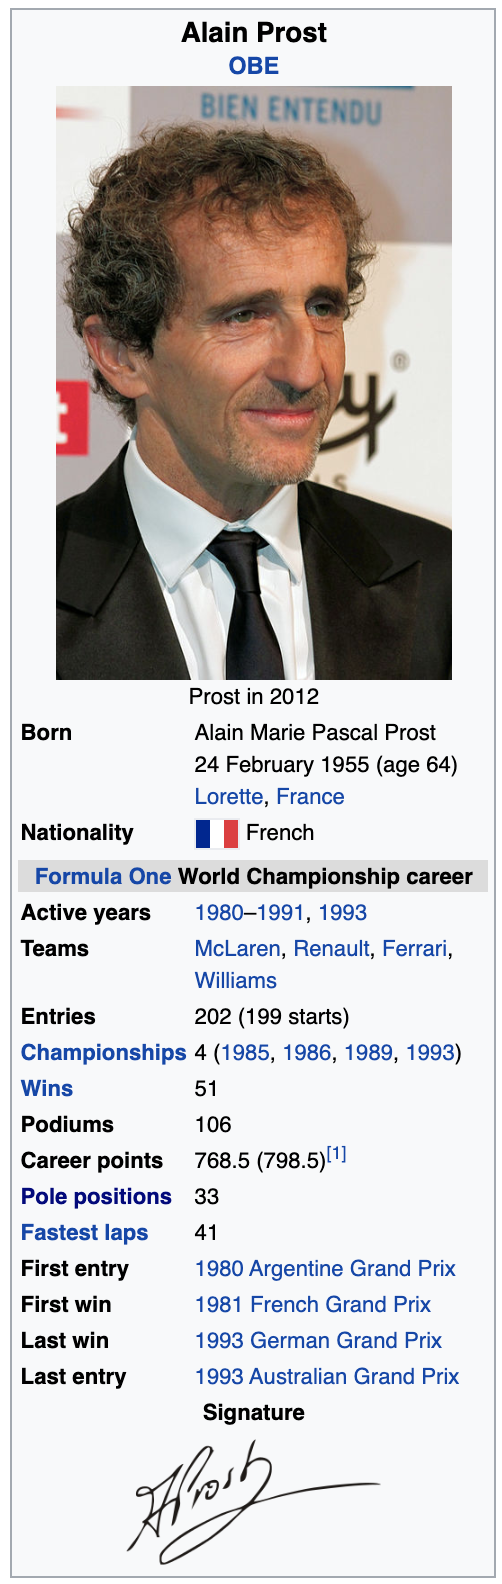 Alain Prost
OBE
BIEN ENTENDU
®
t
y
S
Prost in 2012
Born Alain Marie Pascal Prost
24 February 1955 (age 64)
Lorette, France
Nationality French
Formula One World Championship career
Active years 1980–1991, 1993
Teams McLaren, Renault, Ferrari,
Williams
Entries 202 (199 starts)
Championships 4 (1985, 1986, 1989, 1993)
Wins 51
Podiums 106
Career points 768.5 (798.5)[1]
Pole positions 33
Fastest laps 41
First entry 1980 Argentine Grand Prix
First win 1981 French Grand Prix
Last win 1993 German Grand Prix
Last entry 1993 Australian Grand Prix
Signature
AProst